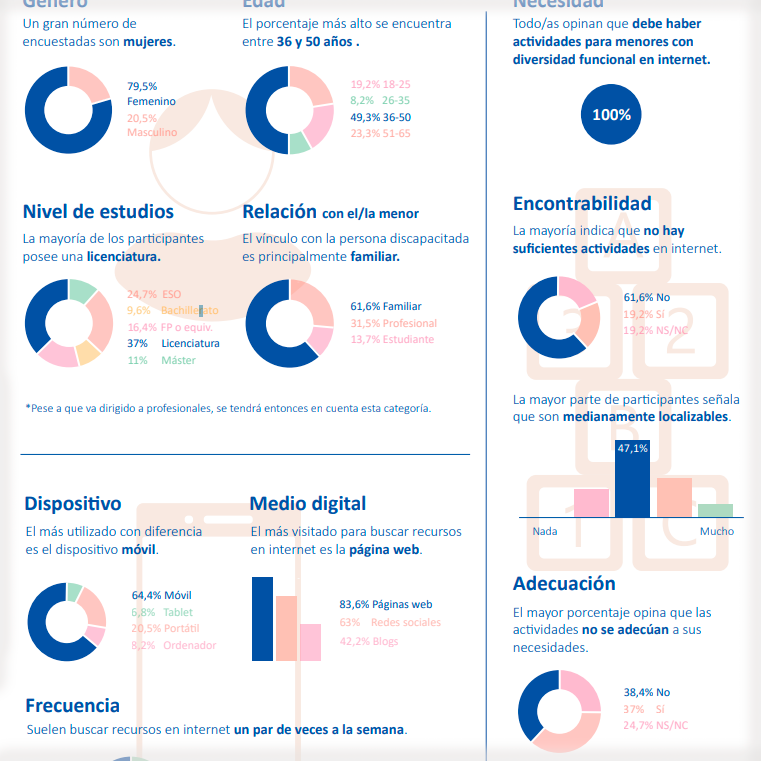 Género
Un gran número de
encuestadas son mujeres.
79,5%
Femenino
20,5%
Masculino
Edad
El porcentaje más alto se encuentra
entre 36 y 50 años .
19,2% 18-25
8,2% 26-35
49,3% 36-50
23,3% 51-65
Nivel de estudios
La mayoría de los participantes
posee una licenciatura.
24,7% ESO
9,6% Bachillerato
16,4% FP o equiv.
37% Licenciatura
11% Máster
Relación con el/la menor
El vínculo con la persona discapacitada
es principalmente familiar.
61,6% Familiar
31,5% Profesional
13,7% Estudiante
*Pese a que va dirigido a profesionales, se tendrá entonces en cuenta esta categoría.
Dispositivo
El más utilizado con diferencia
es el dispositivo móvil.
64,4% Móvil
6,8% Tablet
20,5% Portátil
8,2% Ordenador
Medio digital
El más visitado para buscar recursos
en internet es la página web.
83,6% Páginas web
63% Redes sociales
42,2% Blogs
Frecuencia
Suelen buscar recursos en internet un par de veces a la semana.
Necesidad
Todo/as opinan que debe haber
actividades para menores con
diversidad funcional en internet.
100%
Encontrabilidad
La mayoría indica que no hay
suficientes actividades en internet.
61,6% No
19,2% Sí
19,2% NS/NC
A
3
2
B
1
C
La mayor parte de participantes señala
que son medianamente localizables.
47,1%
Nada
Mucho
Adecuación
El mayor porcentaje opina que las
actividades no se adecúan a sus
necesidades.
38,4% No
37% Sí
24,7% NS/NC